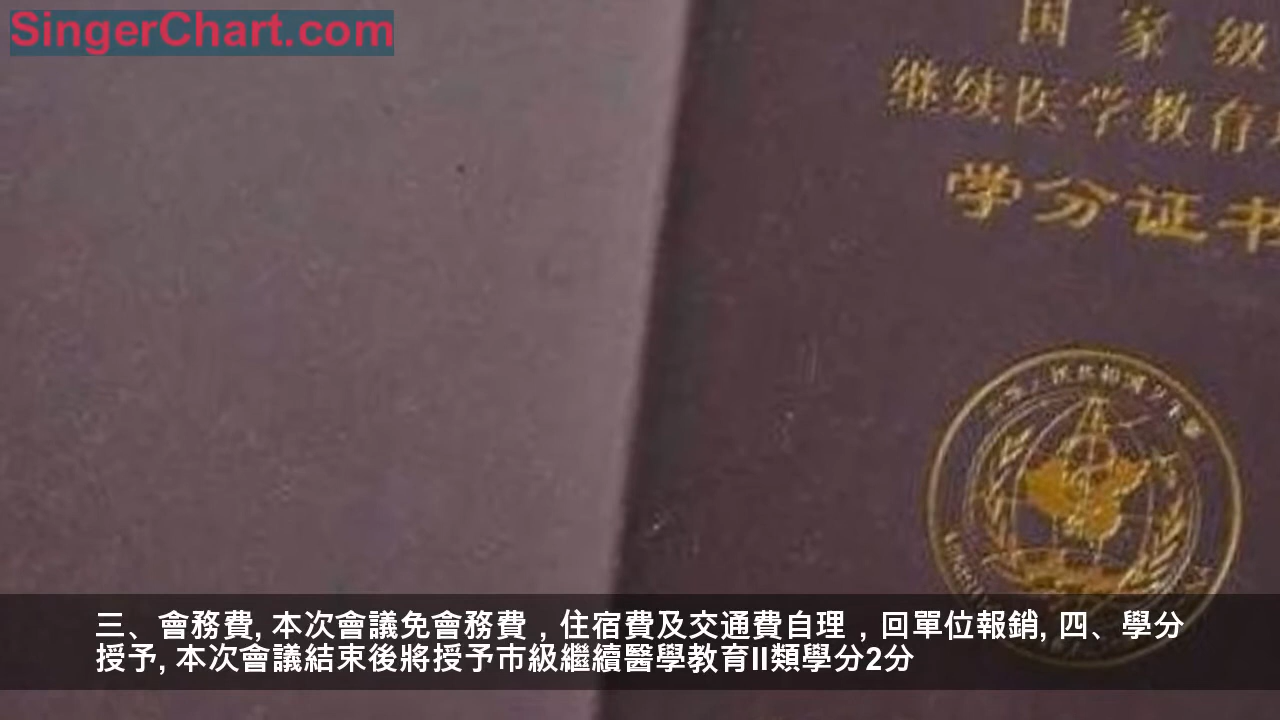 SingerChart.com
国家级
继续医学教育
学分证书
三、會務費, 本次會議免會務費，住宿費及交通費自理，回單位報銷, 四、學分
授予, 本次會議結束後將授予市級繼續醫學教育II類學分2分